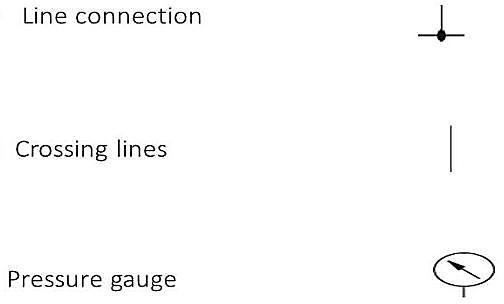 Line connection
Crossing lines
Pressure gauge